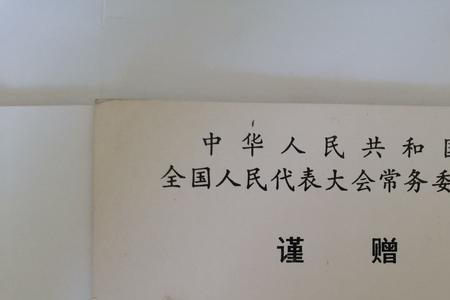 中华人民共和国
全国人民代表大会常务委
谨 赠